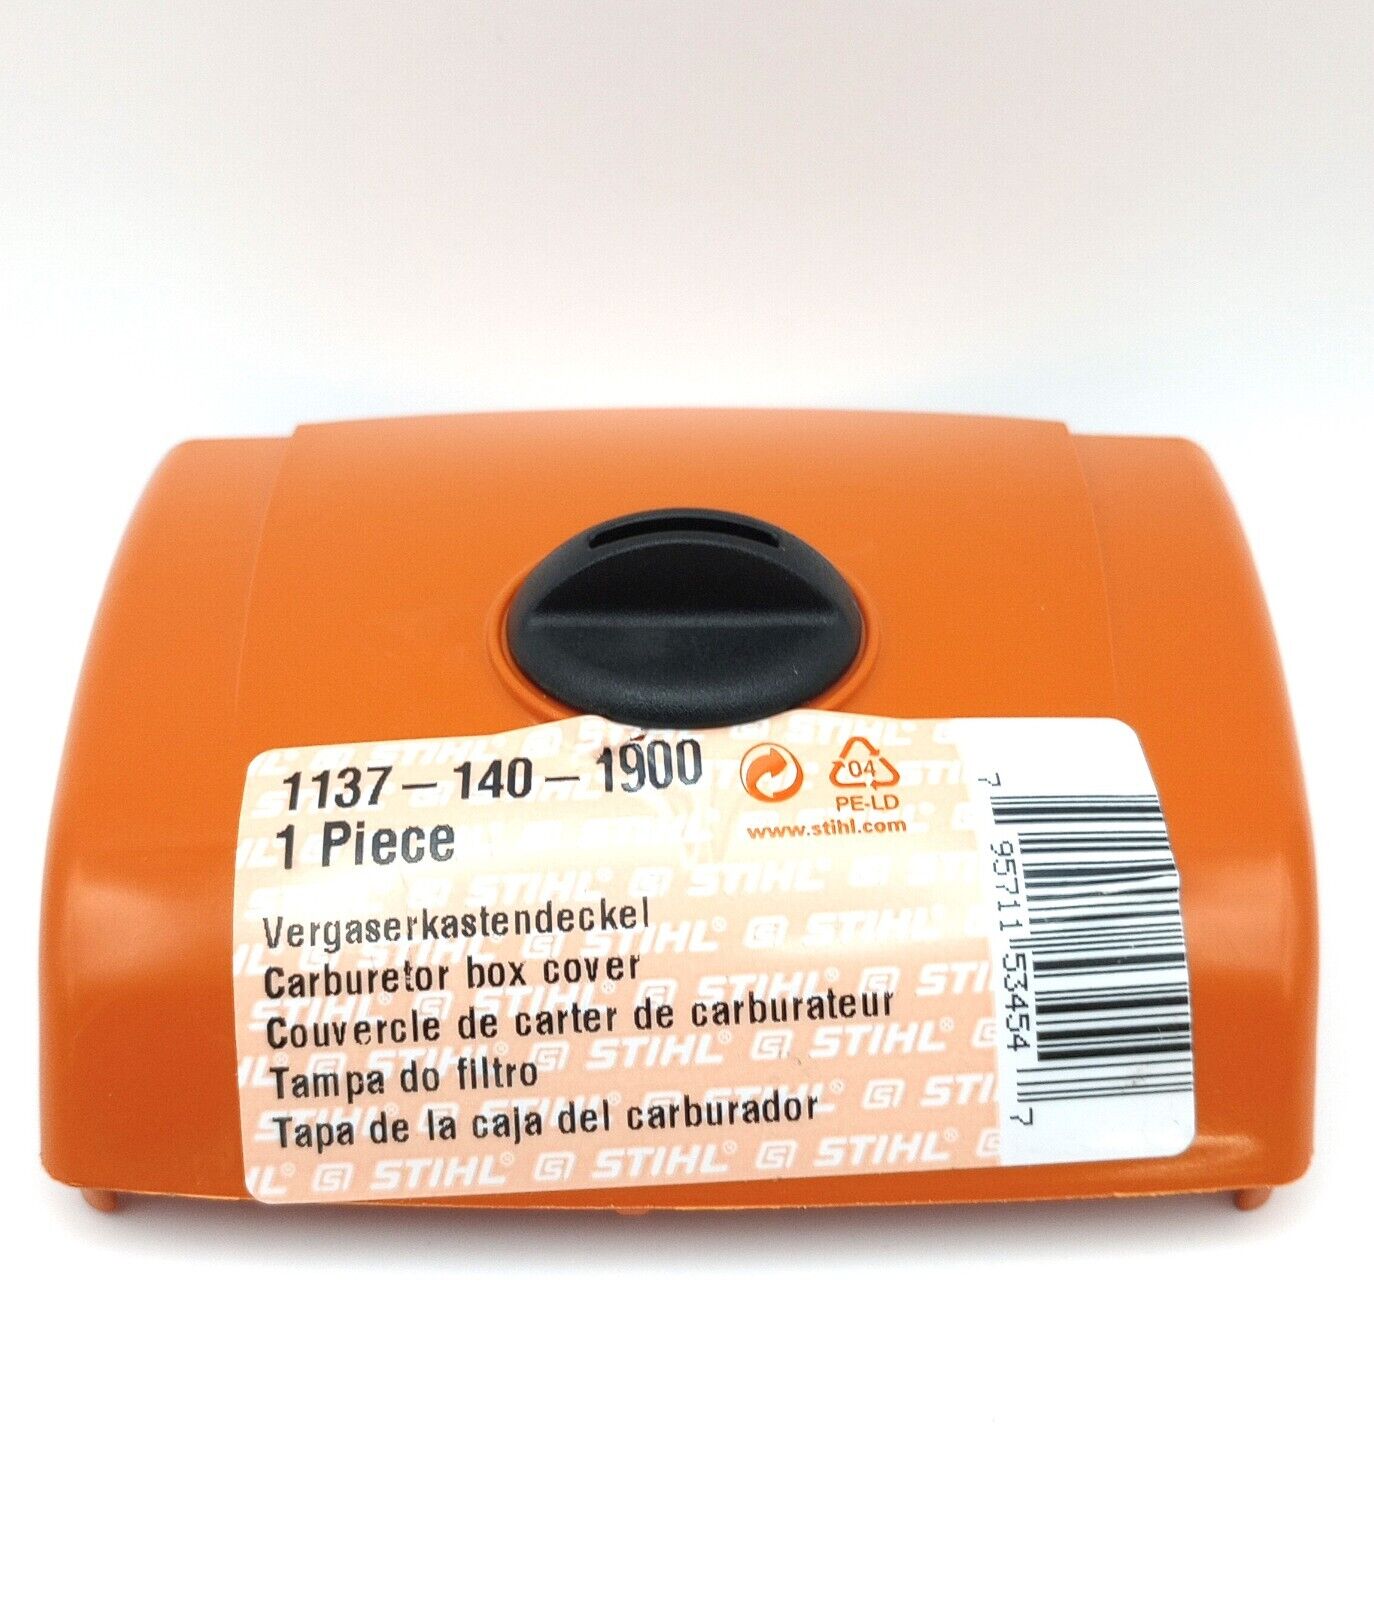 1137-140-1900
1 Piece
04
PE-LD
www.stihl.com
Vergaserkastendeckel
Carburetor box cover
Couvercle de carter de carburateur
Tampa do filtro
Tapa de la caja del carburador
7 95711 53454 7
STIHL®